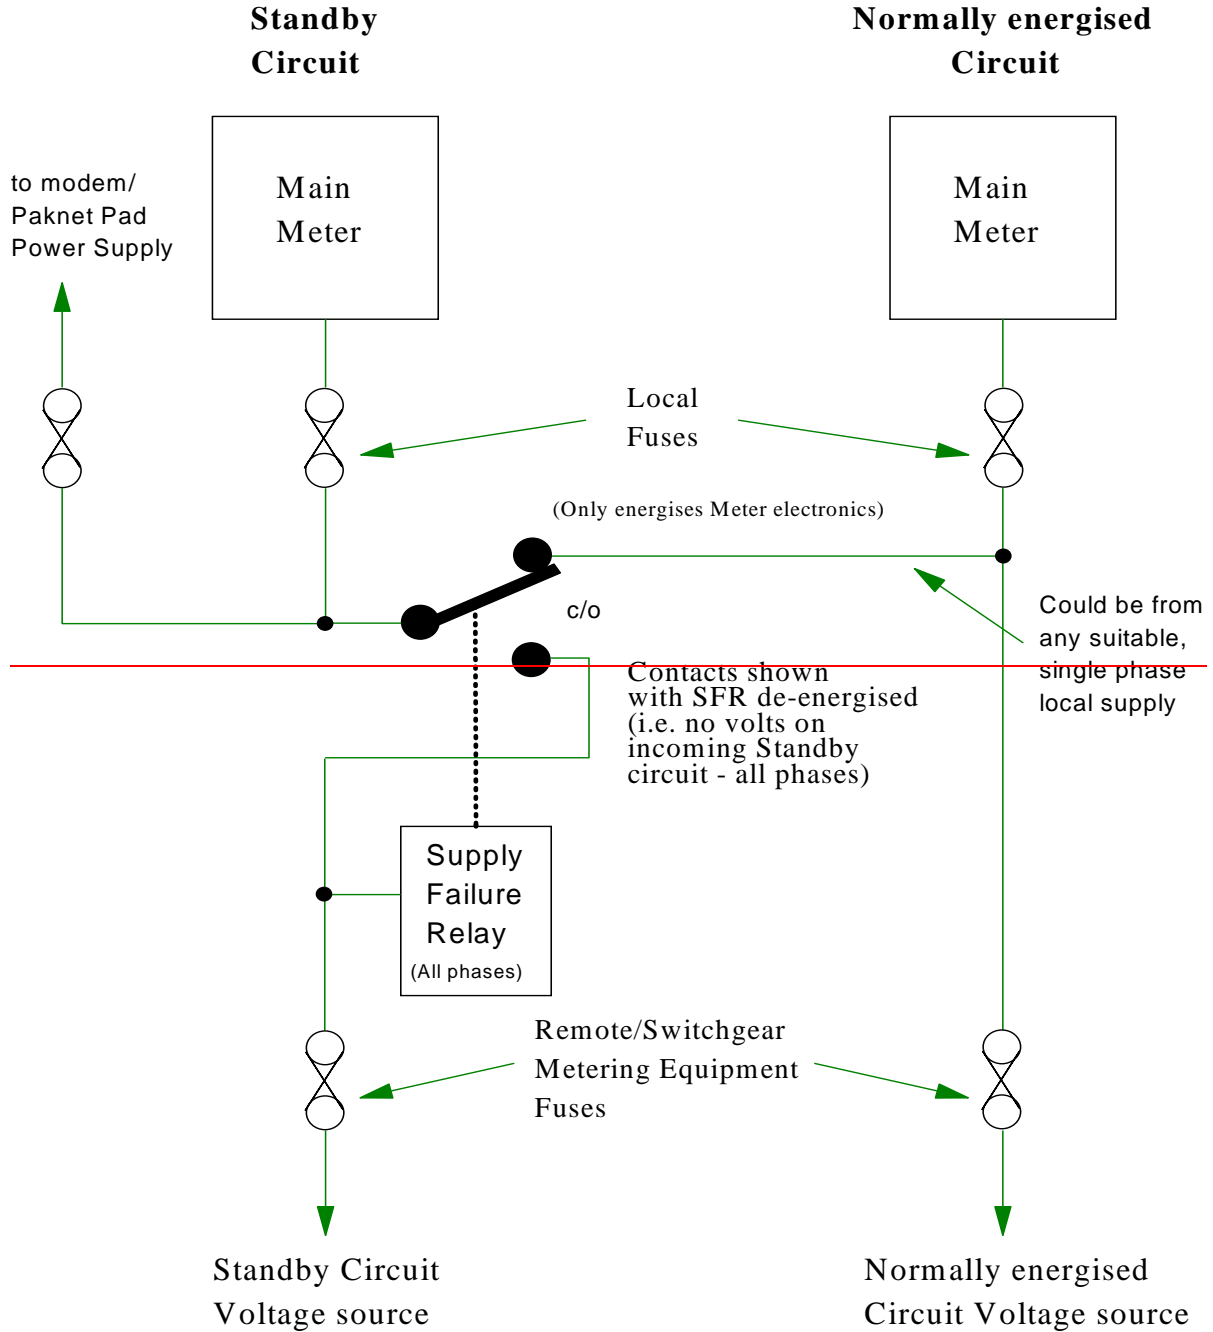 Standby
Circuit
Normally energised
Circuit
to modem/
Paknet Pad
Power Supply
Main
Meter
Main
Meter
Local
Fuses
(Only energises Meter electronics)
c/o
Could be from
any suitable,
single phase
local supply
Contacts shown
with SFR de-energised
(i.e. no volts on
incoming Standby
circuit - all phases)
Supply
Failure
Relay
(All phases)
Remote/Switchgear
Metering Equipment
Fuses
Standby Circuit
Voltage source
Normally energised
Circuit Voltage source